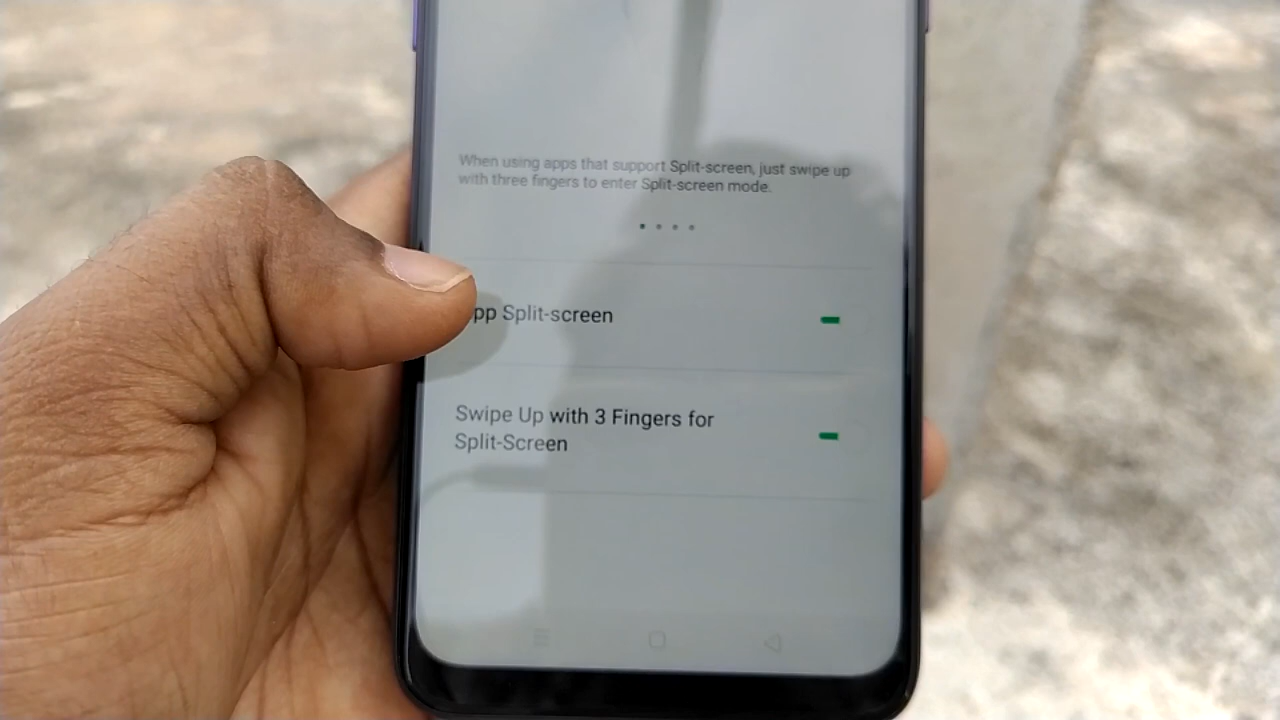 When using apps that support Split-screen, just swipe up
with three fingers to enter Split-screen mode.
pp Split-screen
Swipe Up with 3 Fingers for
Split-Screen